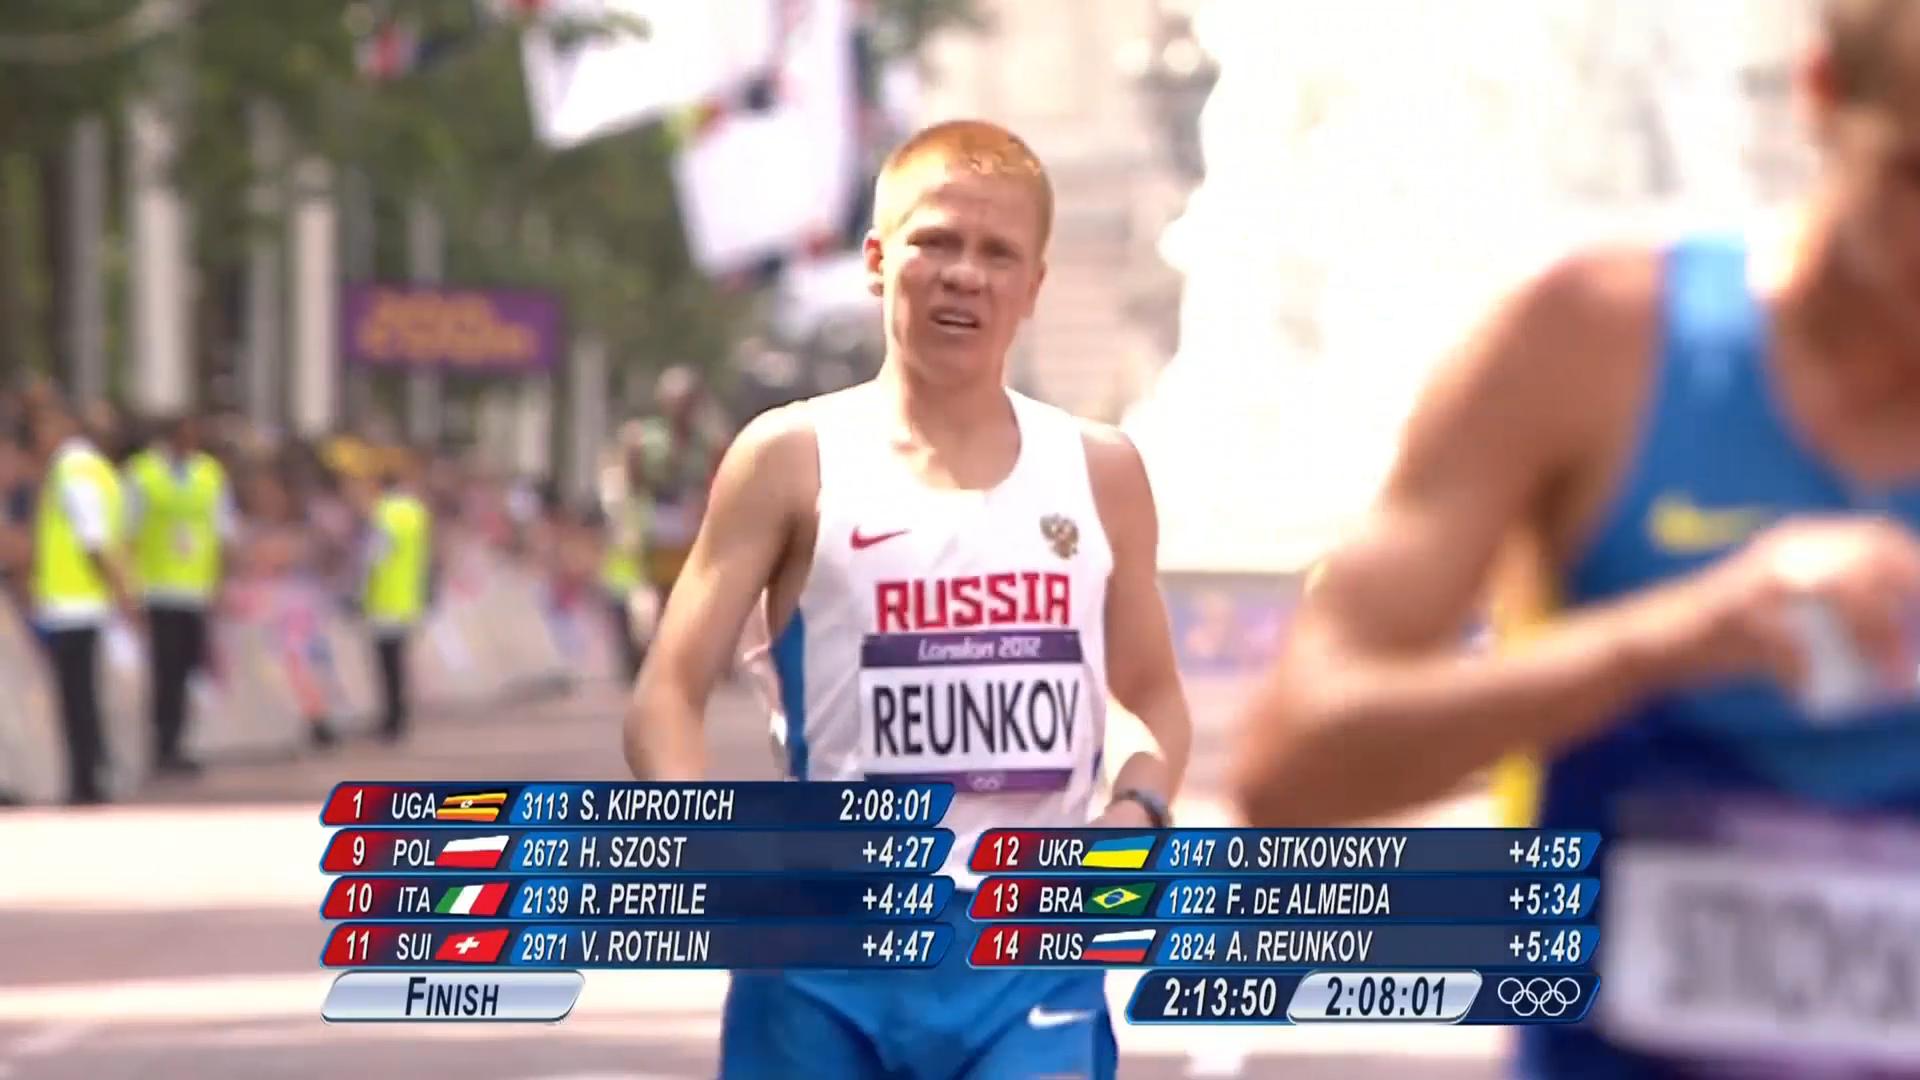 RUSSIA
London 2012
REUNKOV
1 UGA 3113 S. KIPROTICH 2:08:01
9 POL 2672 H. SZOST +4:27
10 ITA 2139 R. PERTILE +4:44
11 SUI 2971 V. RÖTHLIN +4:47
12 UKR 3147 O. SITKOVSKYY +4:55
13 BRA 1222 F. DE ALMEIDA +5:34
14 RUS 2824 A. REUNKOV +5:48
FINISH
2:13:50 2:08:01